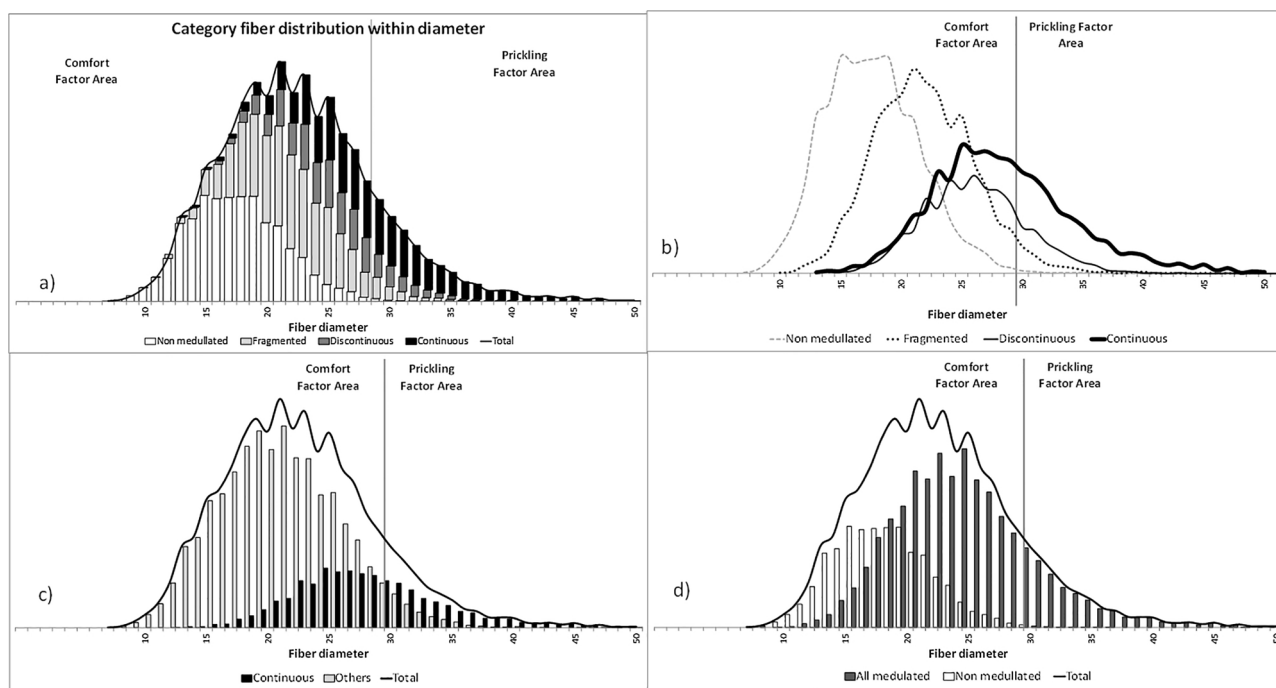 Category fiber distribution within diameter
Comfort
Factor Area
Prickling
Factor Area
a)
10 15 20 25 30 35 40 45 50
Fiber diameter
Non medullated Fragmented Discontinuous Continuous Total
Comfort
Factor Area
Prickling Factor
Area
b)
10 15 20 25 30 35 40 45 50
Fiber diameter
Non medullated Fragmented Discontinuous Continuous
Comfort
Factor Area
Prickling
Factor Area
c)
10 15 20 25 30 35 40 45 50
Fiber diameter
Continuous Others Total
Comfort
Factor Area
Prickling
Factor Area
d)
10 15 20 25 30 35 40 45 50
Fiber diameter
All medulated Non medullated Total